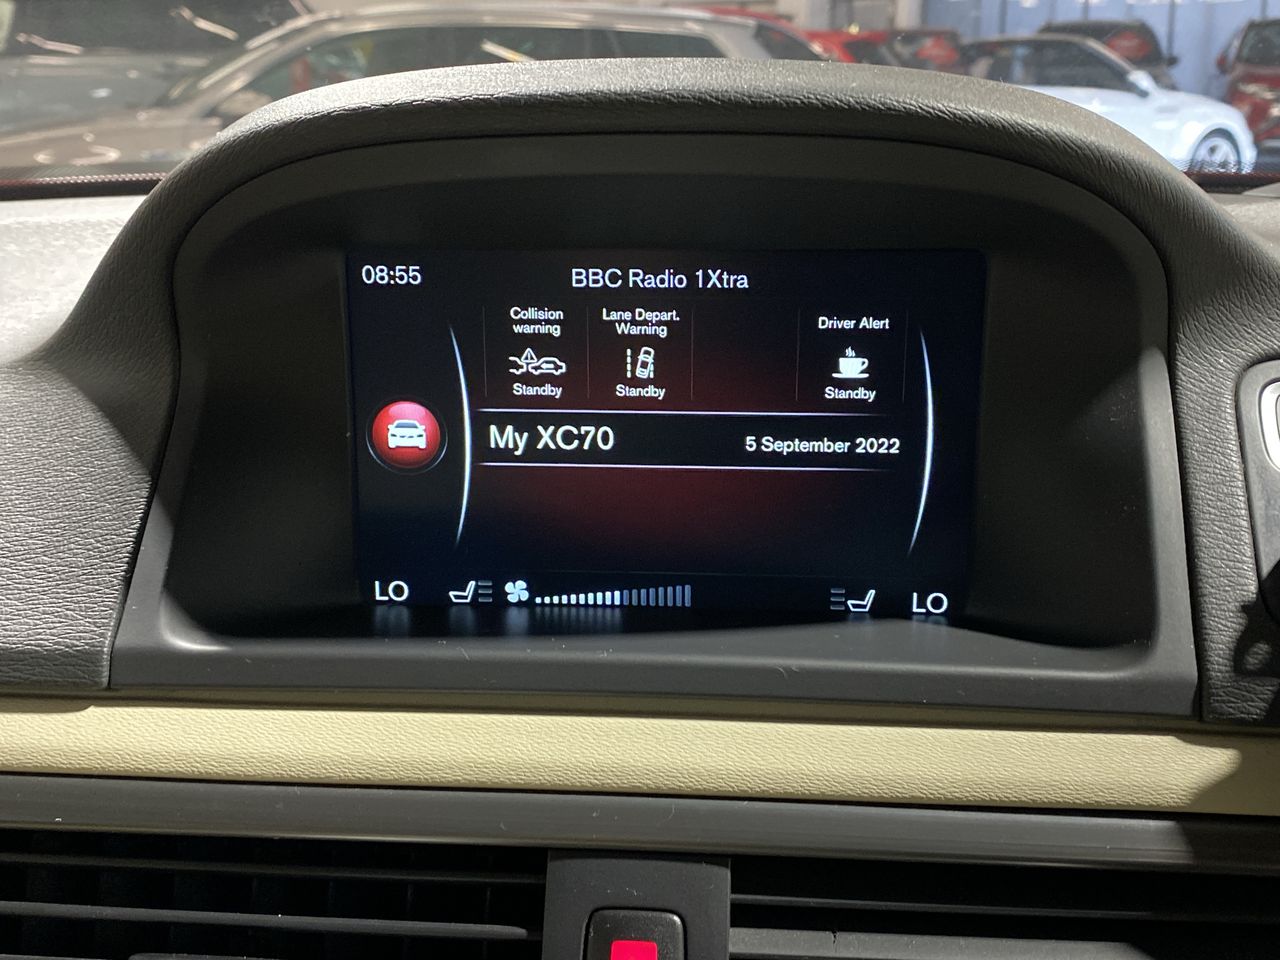 08:55
BBC Radio 1Xtra
Collision
warning
Standby
Lane Depart.
Warning
Standby
Driver Alert
Standby
My XC70
5 September 2022
LO
LO